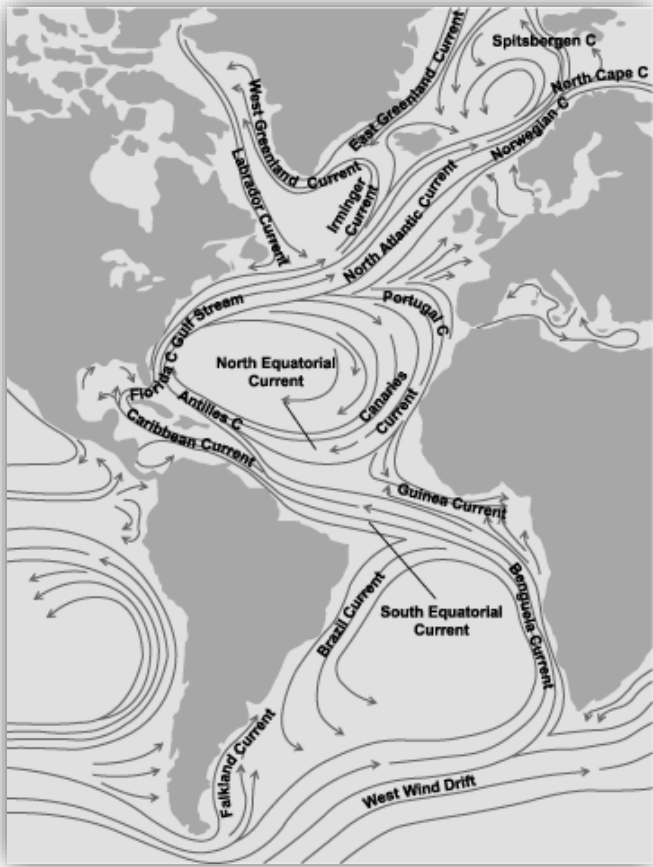 Spitsbergen C
North Cape C
Norwegian C
East Greenland Current
West Greenland Current
Irminger
Current
Labrador Current
North Atlantic Current
Portugal C
Gulf Stream
Florida C
North Equatorial
Current
Canaries
Current
Antilles C
Caribbean Current
Guinea Current
Benguela Current
South Equatorial
Current
Brazil Current
Falkland Current
West Wind Drift